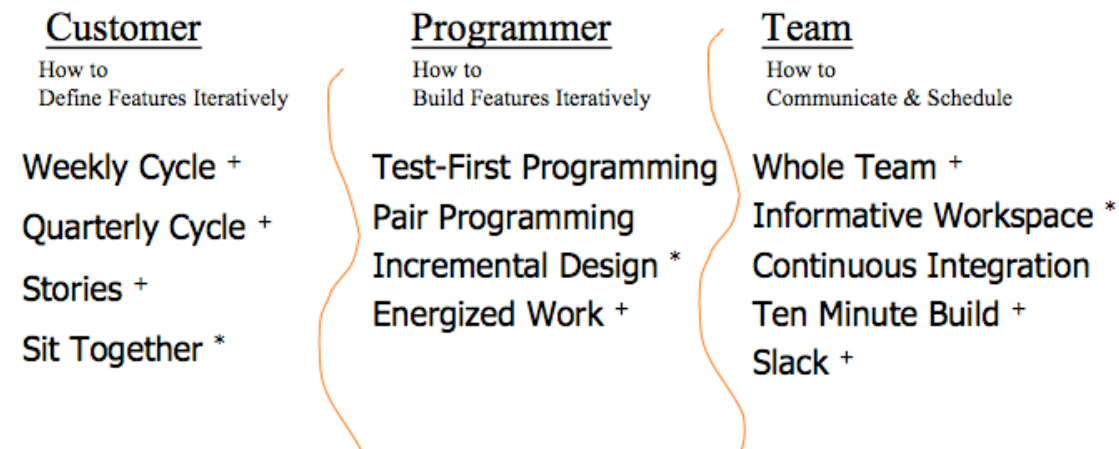 Customer
How to
Define Features Iteratively
Weekly Cycle +
Quarterly Cycle +
Stories +
Sit Together *
Programmer
How to
Build Features Iteratively
Test-First Programming
Pair Programming
Incremental Design *
Energized Work +
Team
How to
Communicate & Schedule
Whole Team +
Informative Workspace *
Continuous Integration
Ten Minute Build +
Slack +